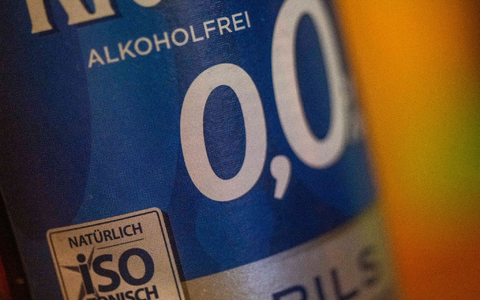 ALKOHOLFREI
0,0
NATÜRLICH
iSO
PILS